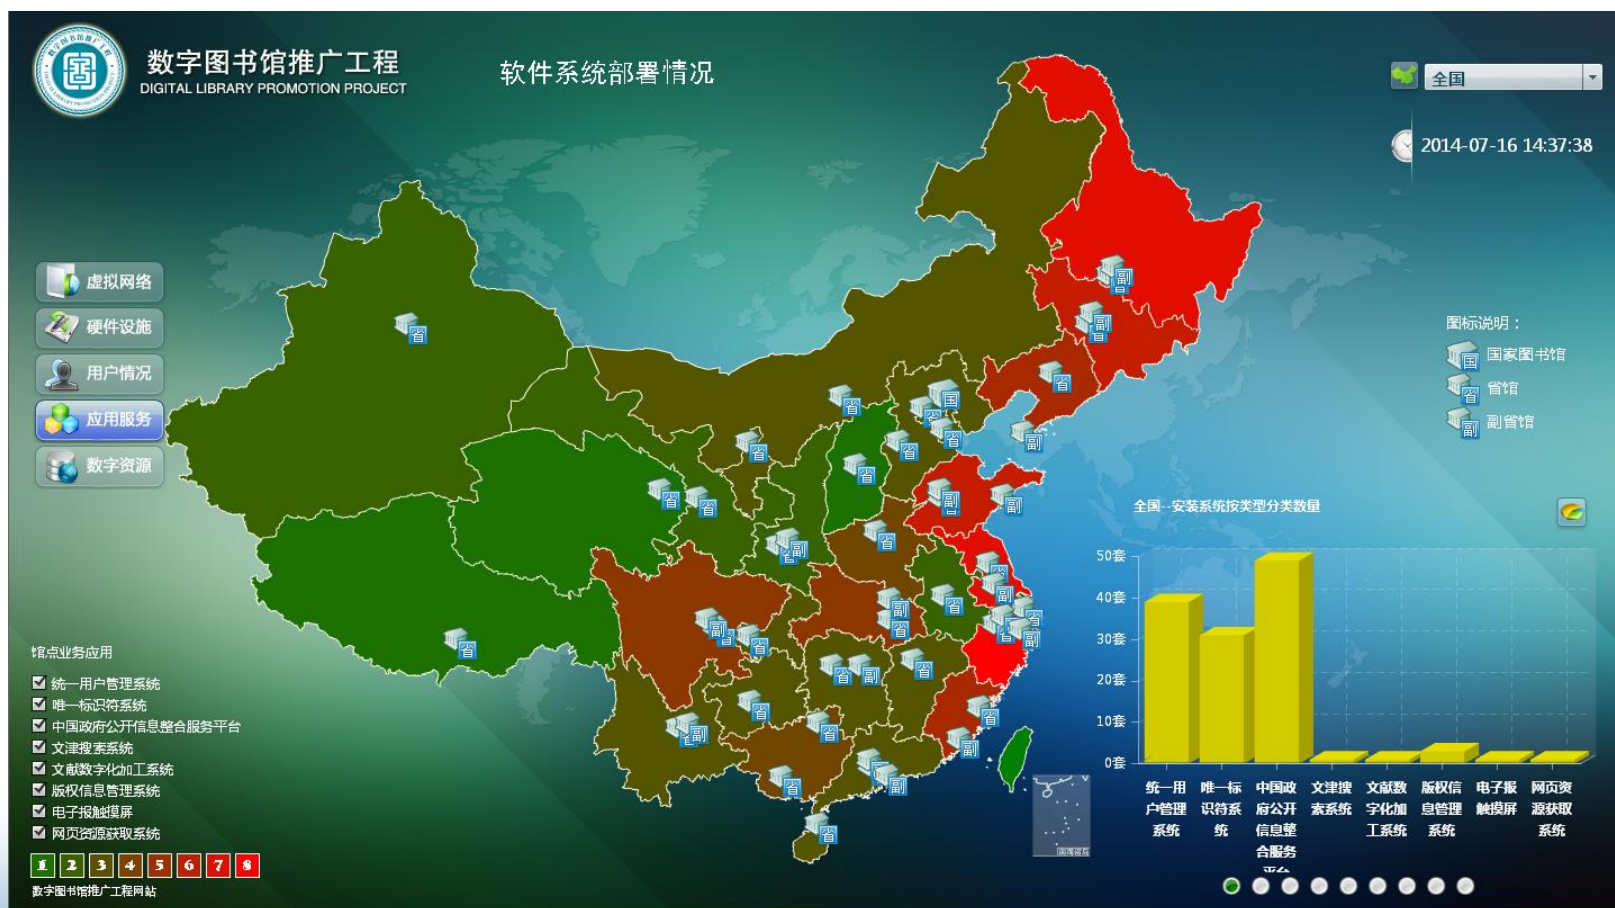 数字图书馆推广工程
DIGITAL LIBRARY PROMOTION PROJECT
软件系统部署情况
全国
2014-07-16 14:37:38
虚拟网络
硬件设施
用户情况
应用服务
数字资源
图标说明：
国 国家图书馆
省 省馆
副 副省馆
馆点业务应用
统一用户管理系统
唯一标识符系统
中国政府公开信息整合服务平台
文津搜索系统
文献数字化加工系统
版权信息管理系统
电子报触摸屏
网页资源获取系统
1 2 3 4 5 6 7 8
数字图书馆推广工程网站
全国--安装系统按类型分类数量
50套
40套
30套
20套
10套
0套
统一用
户管理
系统
唯一标
识符系
统
中国政
府公开
信息整
合服务
平台
文津搜
索系统
文献数
字化加
工系统
版权信
息管理
系统
电子报
触摸屏
网页资
源获取
系统
南海诸岛